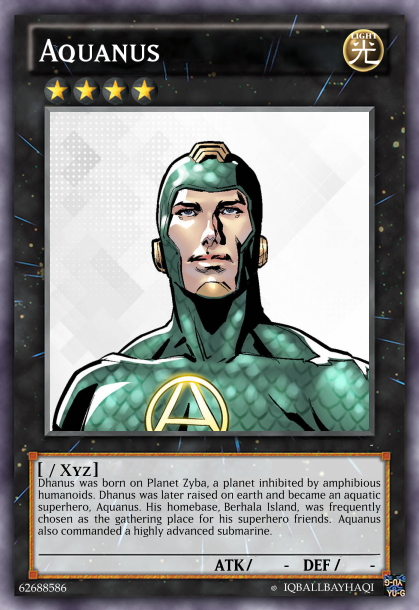 AQUANUS
LIGHT
光
[ / XYZ]
Dhanus was born on Planet Zyba, a planet inhibited by amphibious
humanoids. Dhanus was later raised on earth and became an aquatic
superhero, Aquanus. His homebase, Berhala Island, was frequently
chosen as the gathering place for his superhero friends. Aquanus
also commanded a highly advanced submarine.
ATK/ - DEF/ -
62688586
© IQBALLBAYHAQI
YU-G